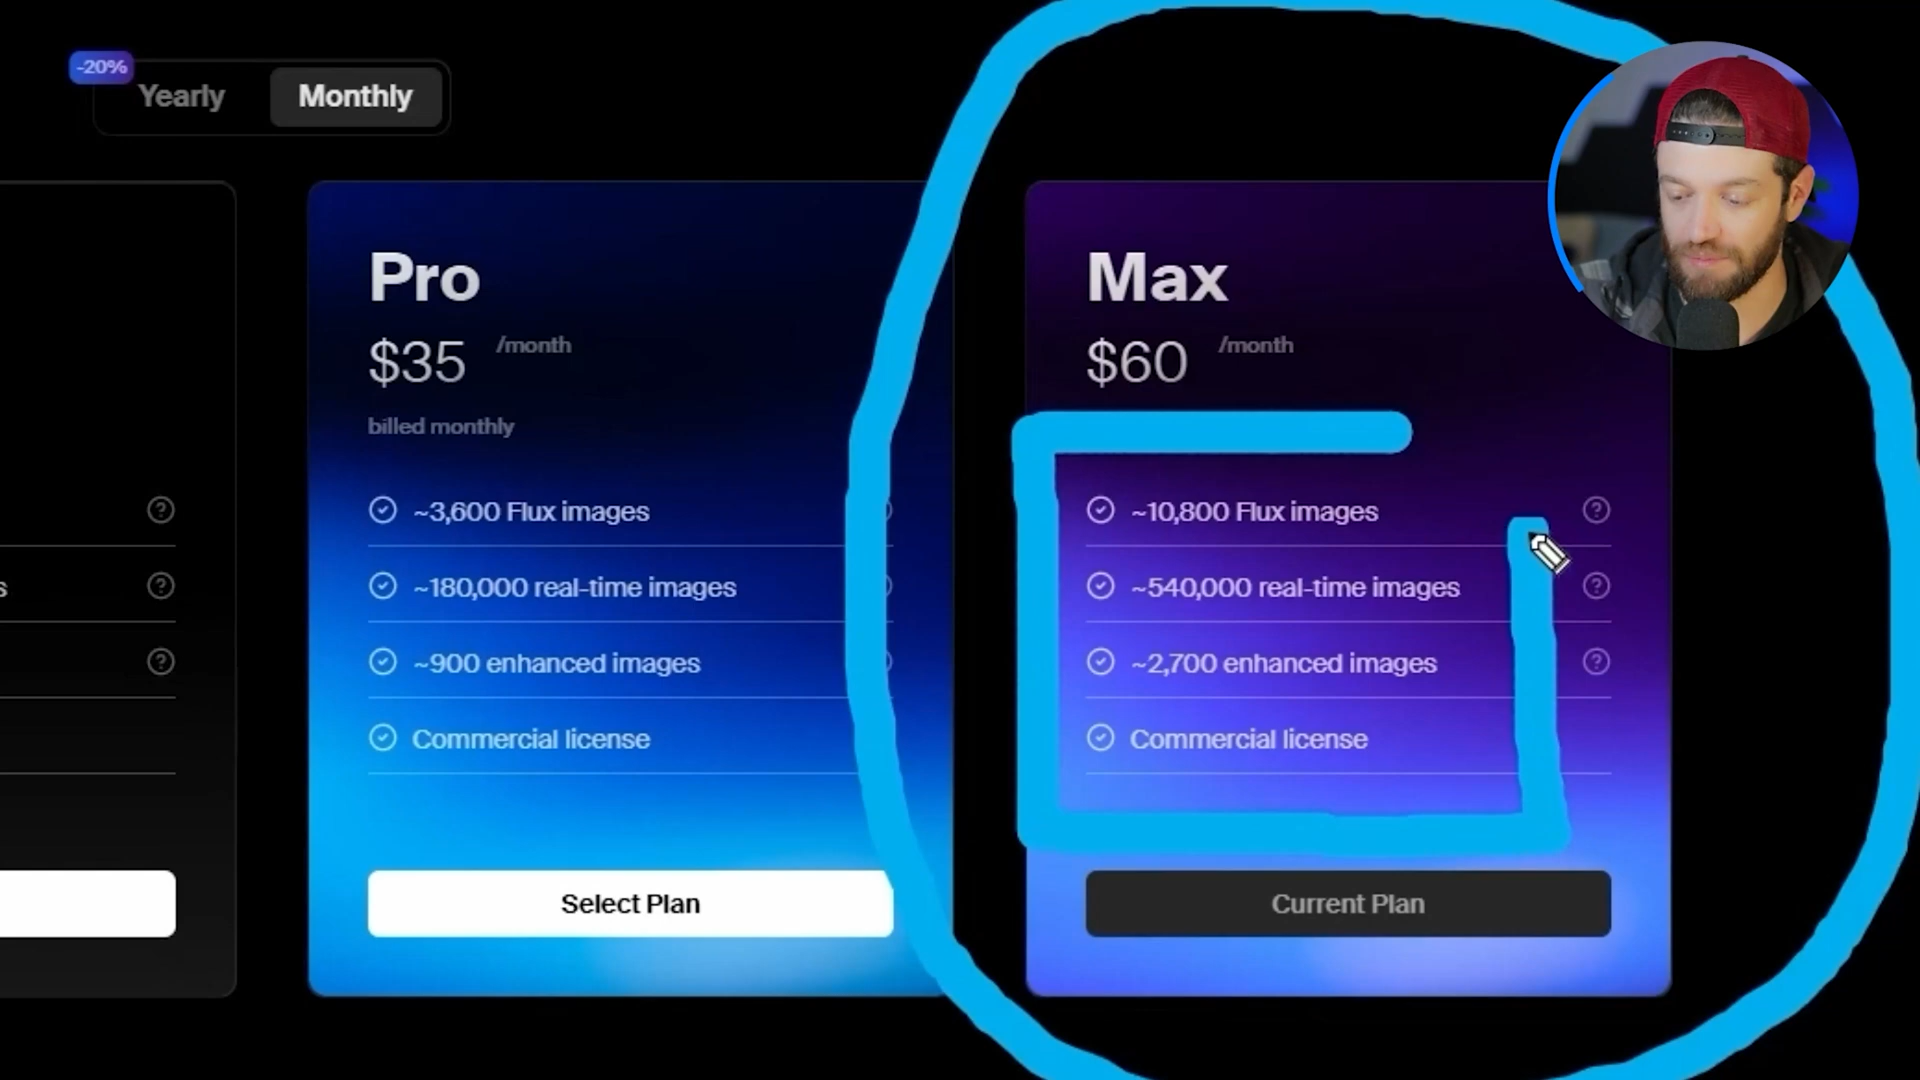 -20%
Yearly
Monthly
s
Pro
$35 /month
billed monthly
~3,600 Flux images
~180,000 real-time images
~900 enhanced images
Commercial license
Select Plan
Max
$60 /month
~10,800 Flux images
~540,000 real-time images
~2,700 enhanced images
Commercial license
Current Plan